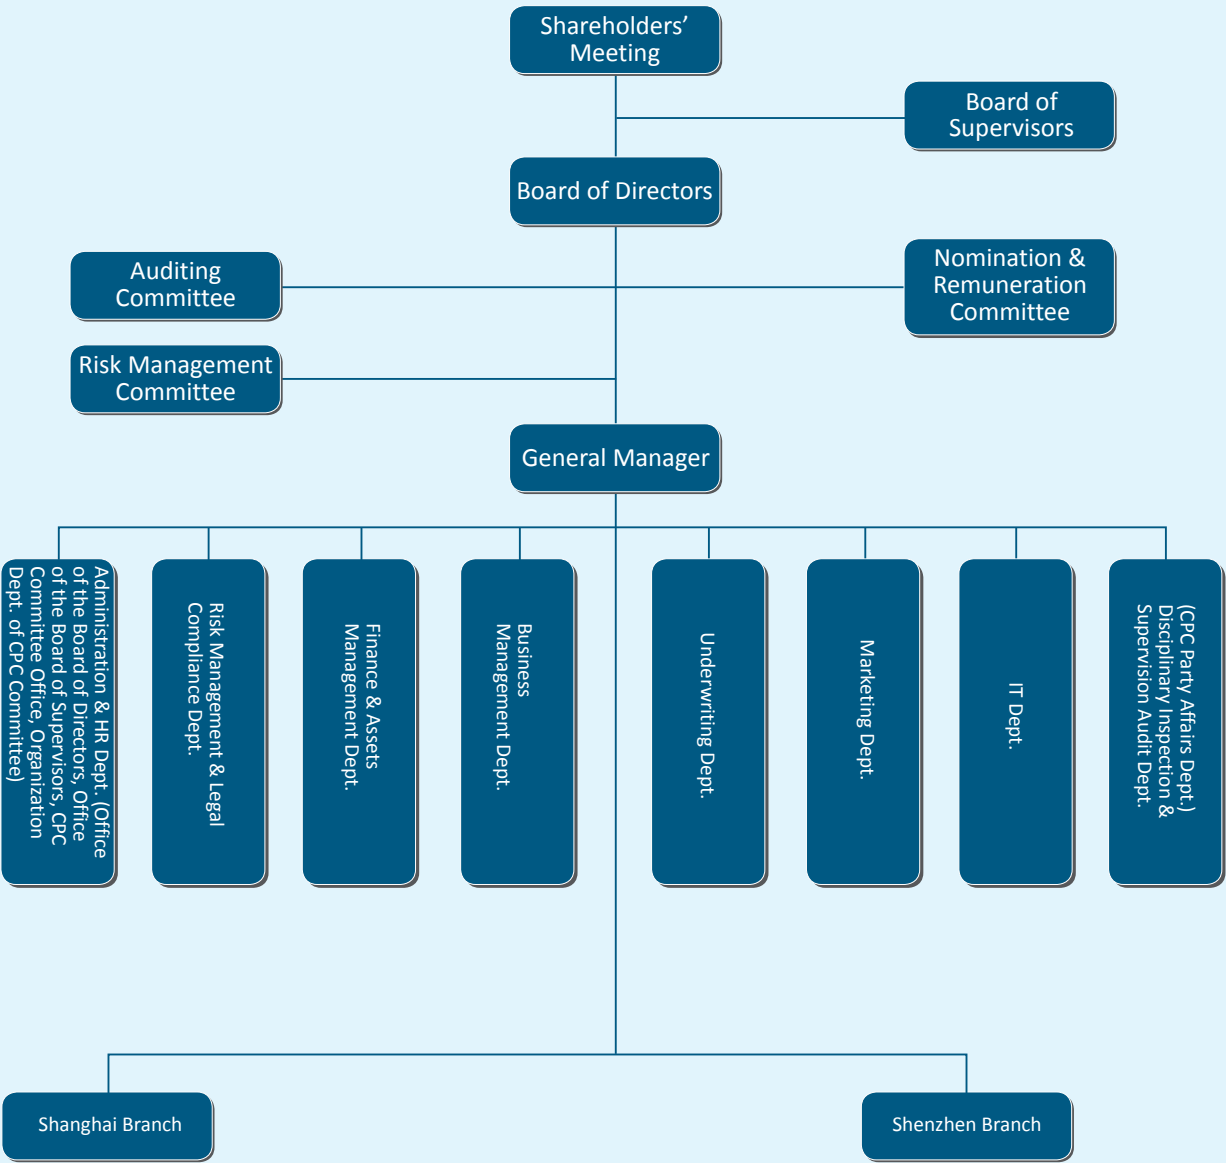 Shareholders’
Meeting
Board of
Supervisors
Board of Directors
Auditing
Committee
Nomination &
Remuneration
Committee
Risk Management
Committee
General Manager
Administration & HR Dept. (Office
of the Board of Directors, Office
of the Board of Supervisors, CPC
Committee Office, Organization
Dept. of CPC Committee)
Risk Management & Legal
Compliance Dept.
Finance & Assets
Management Dept.
Business
Management Dept.
Underwriting Dept.
Marketing Dept.
IT Dept.
(CPC Party Affairs Dept.)
Disciplinary Inspection &
Supervision Audit Dept.
Shanghai Branch
Shenzhen Branch